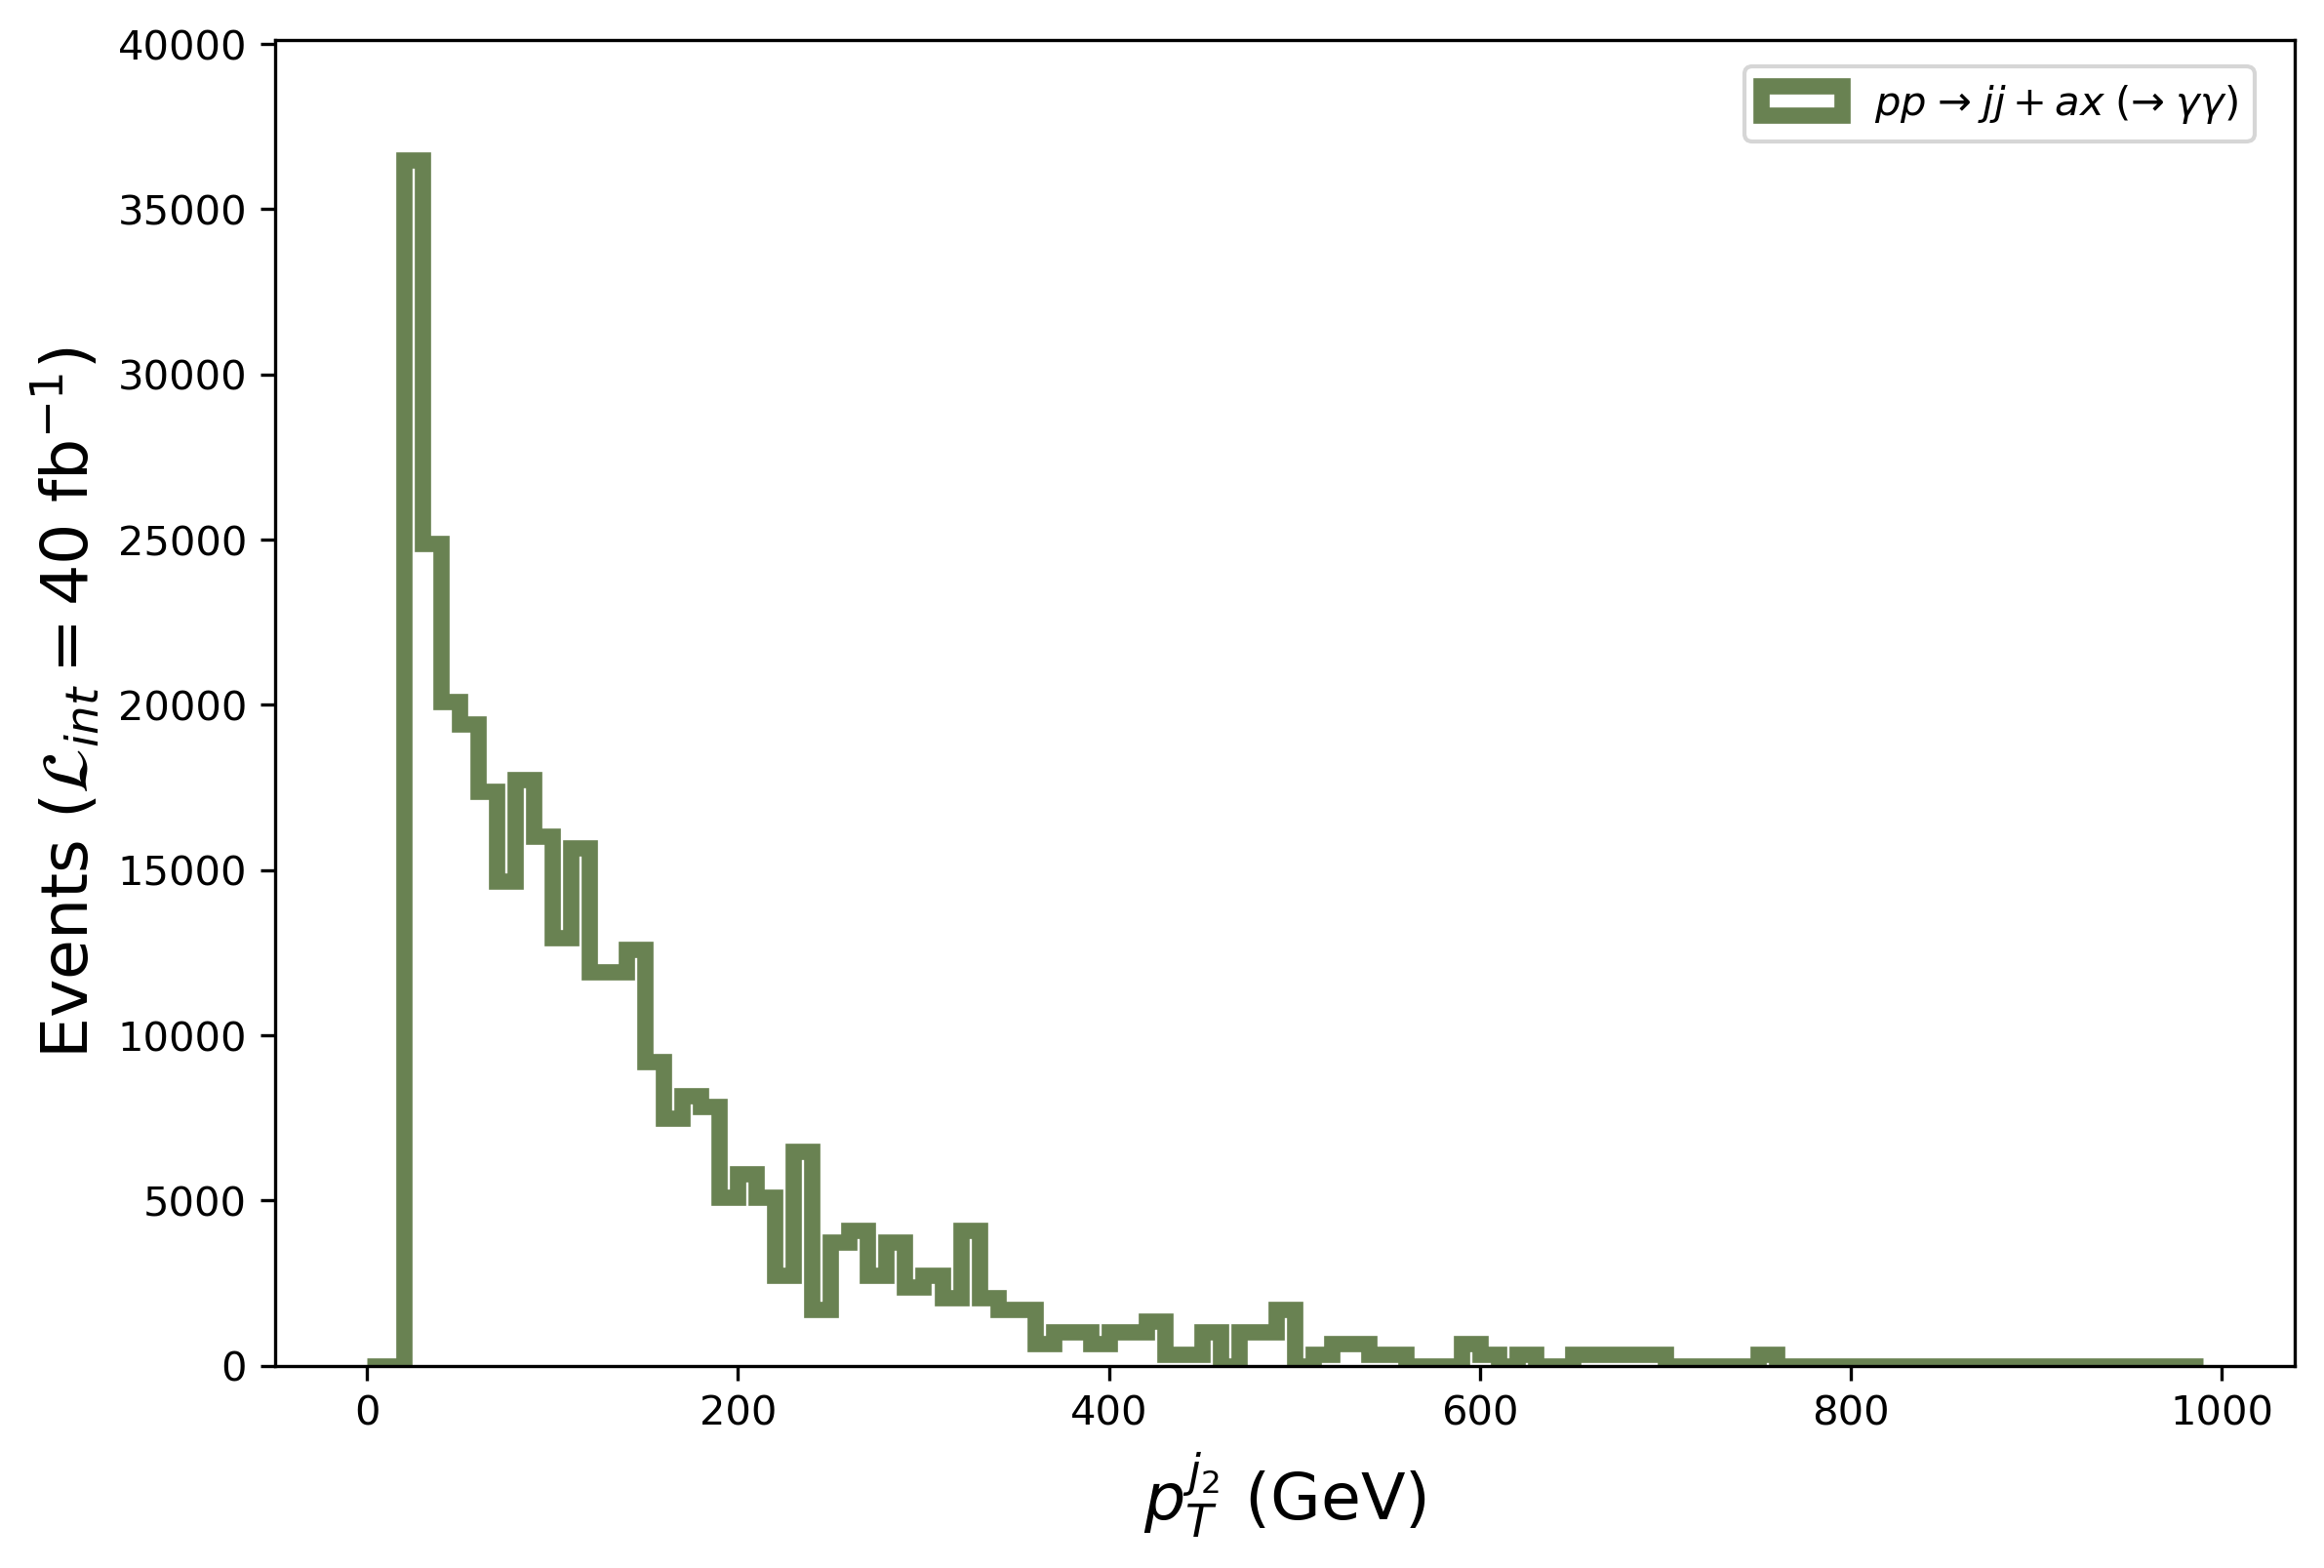 Events (ℒ_int = 40 fb⁻¹)
40000
35000
30000
25000
20000
15000
10000
5000
0
pp → jj + ax (→ γγ)
0 200 400 600 800 1000
p_T^{j_2} (GeV)